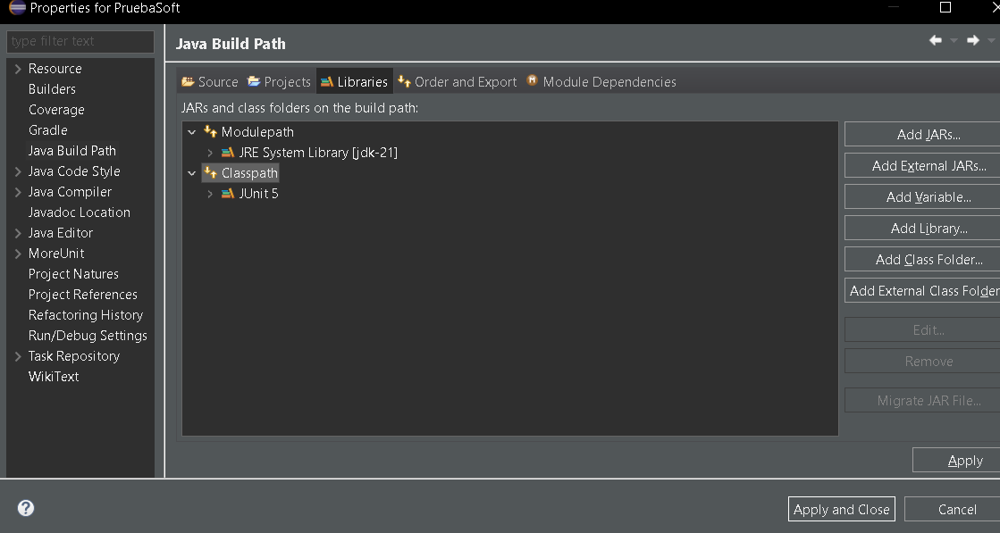 Properties for PruebaSoft
type filter text
Resource
Builders
Coverage
Gradle
Java Build Path
Java Code Style
Java Compiler
Javadoc Location
Java Editor
MoreUnit
Project Natures
Project References
Refactoring History
Run/Debug Settings
Task Repository
WikiText
Java Build Path
Source Projects Libraries Order and Export Module Dependencies
JARs and class folders on the build path:
Modulepath
JRE System Library [jdk-21]
Classpath
JUnit 5
Add JARs...
Add External JARs...
Add Variable...
Add Library...
Add Class Folder...
Add External Class Folder
Edit...
Remove
Migrate JAR File...
Apply
?
Apply and Close
Cancel